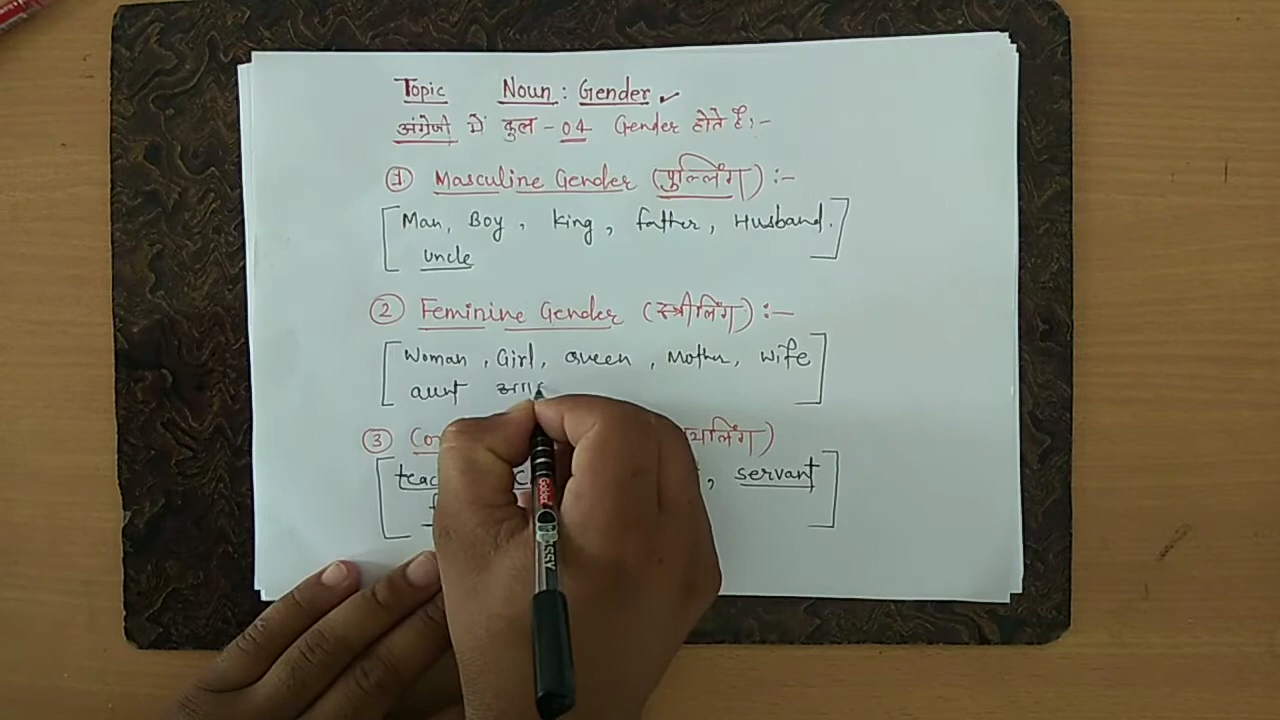 Topic Noun : Gender ✓
अंग्रेजी में कुल - 04 Gender होते है :-
① Masculine Gender (पुल्लिंग) :-
[Man, Boy, King, father, Husband.
uncle]
② Feminine Gender (स्त्रीलिंग) :-
[Woman, Girl, Queen, Mother, wife
aunt]
③
, servant]